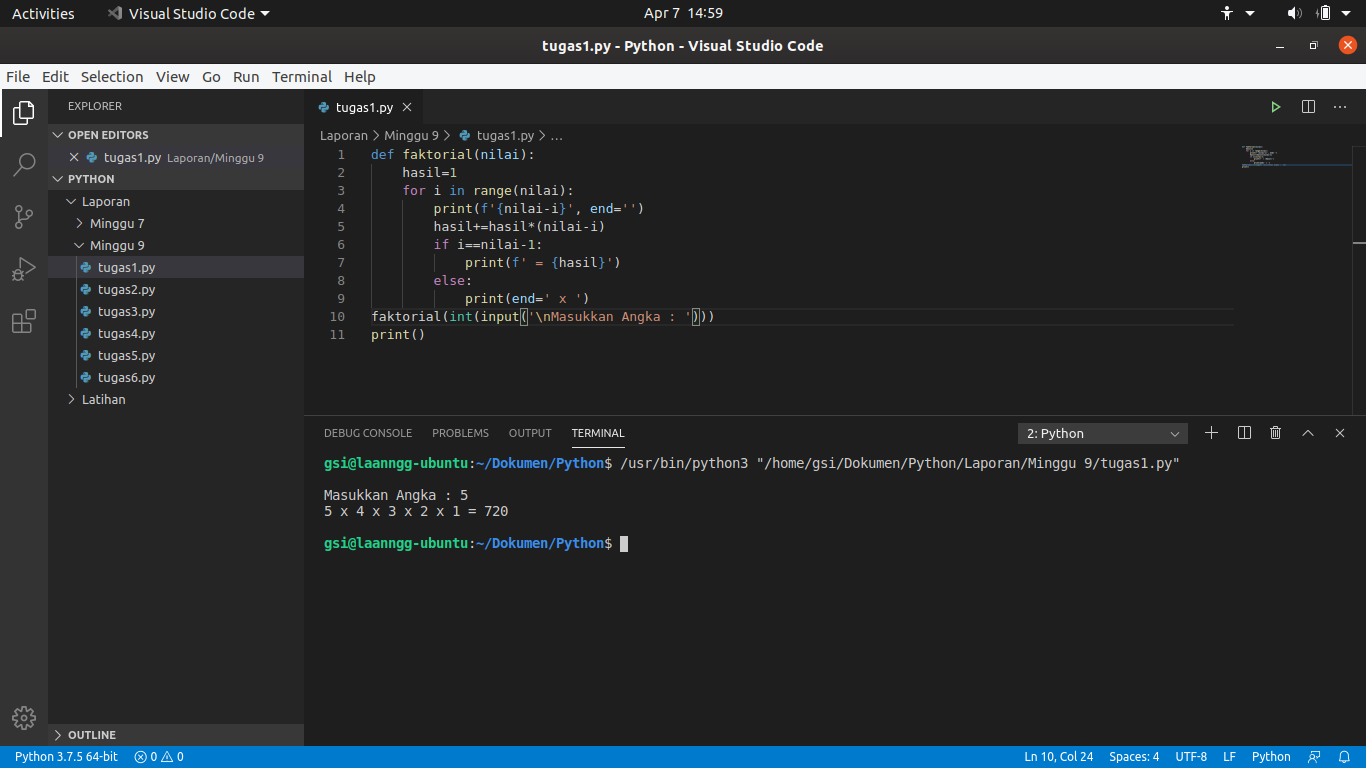 Activities Visual Studio Code Apr 7 14:59
tugas1.py - Python - Visual Studio Code
File Edit Selection View Go Run Terminal Help
EXPLORER
OPEN EDITORS
tugas1.py Laporan/Minggu 9
PYTHON
Laporan
Minggu 7
Minggu 9
tugas1.py
tugas2.py
tugas3.py
tugas4.py
tugas5.py
tugas6.py
Latihan
OUTLINE
tugas1.py
Laporan > Minggu 9 > tugas1.py > ...
1 def faktorial(nilai):
2     hasil=1
3     for i in range(nilai):
4         print(f'{nilai-i}', end='')
5         hasil+=hasil*(nilai-i)
6         if i==nilai-1:
7             print(f' = {hasil}')
8         else:
9             print(end=' x ')
10 faktorial(int(input('\nMasukkan Angka : ')))
11 print()
DEBUG CONSOLE PROBLEMS OUTPUT TERMINAL 2: Python
gsi@laanngg-ubuntu:~/Dokumen/Python$ /usr/bin/python3 "/home/gsi/Dokumen/Python/Laporan/Minggu 9/tugas1.py"
Masukkan Angka : 5
5 x 4 x 3 x 2 x 1 = 720
gsi@laanngg-ubuntu:~/Dokumen/Python$
Python 3.7.5 64-bit 0 0 Ln 10, Col 24 Spaces: 4 UTF-8 LF Python